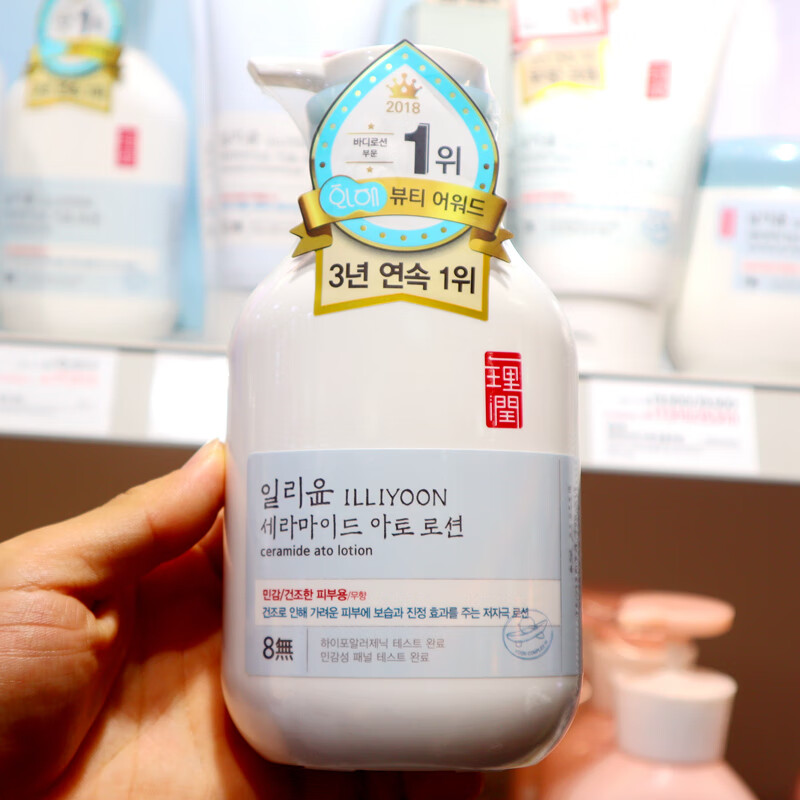 2018
바디로션
부문
1위
화해 뷰티 어워드
3년 연속 1위
一理潤
일리윤 ILLIYOON
세라마이드 아토 로션
ceramide ato lotion
민감/건조한 피부용/무향
건조로 인해 가려운 피부에 보습과 진정 효과를 주는 저자극 로션
8無
하이포알러제닉 테스트 완료
민감성 패널 테스트 완료